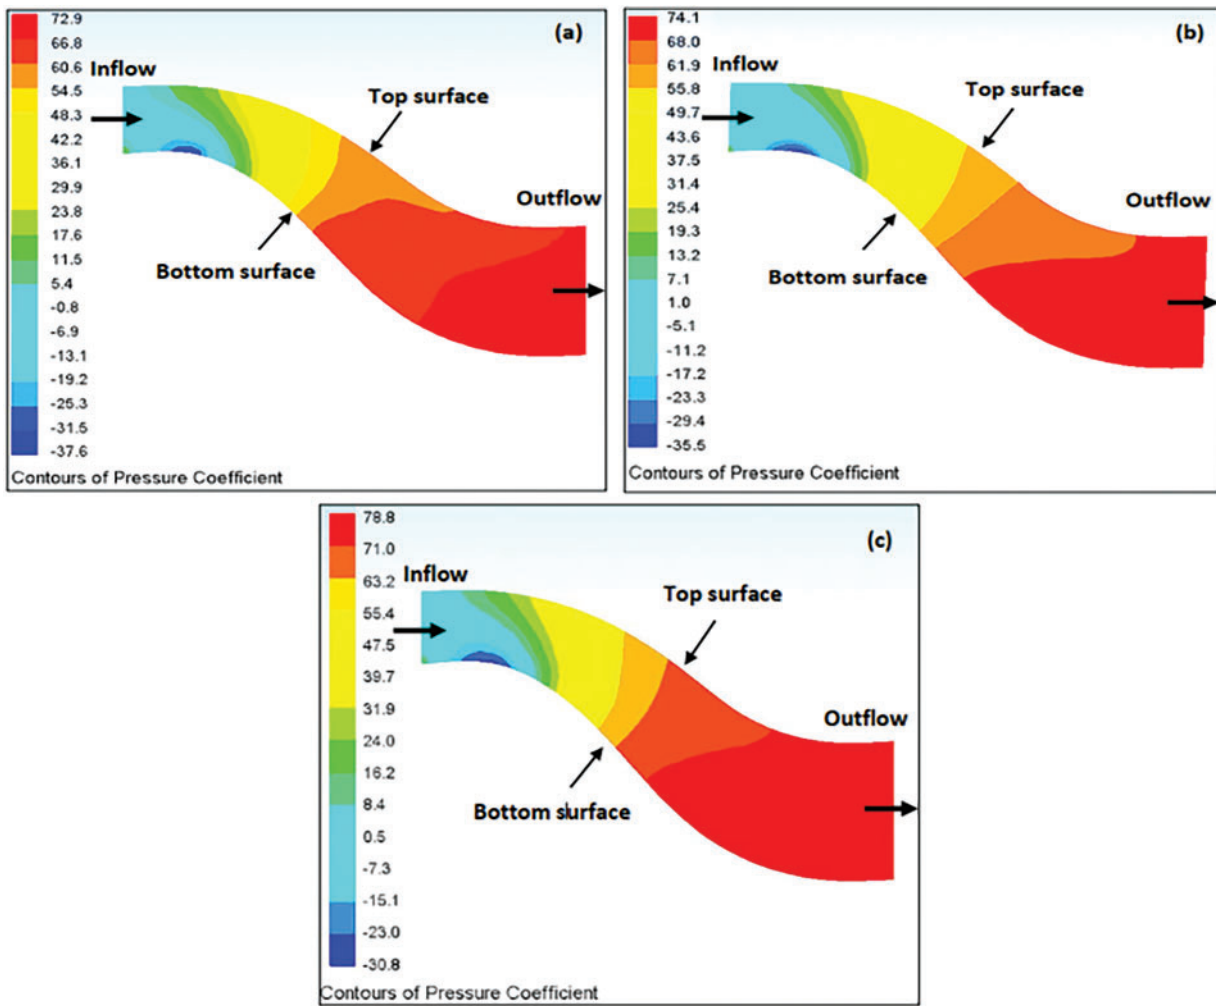 72.9
66.8
60.6
54.5
48.3
42.2
36.1
29.9
23.8
17.6
11.5
5.4
-0.8
-6.9
-13.1
-19.2
-25.3
-31.5
-37.6
(a)
Inflow
Top surface
Outflow
Bottom surface
Contours of Pressure Coefficient
74.1
68.0
61.9
55.8
49.7
43.6
37.5
31.4
25.4
19.3
13.2
7.1
1.0
-5.1
-11.2
-17.2
-23.3
-29.4
-35.5
(b)
Inflow
Top surface
Outflow
Bottom surface
Contours of Pressure Coefficient
78.8
71.0
63.2
55.4
47.5
39.7
31.9
24.0
16.2
8.4
0.5
-7.3
-15.1
-23.0
-30.8
(c)
Inflow
Top surface
Outflow
Bottom surface
Contours of Pressure Coefficient